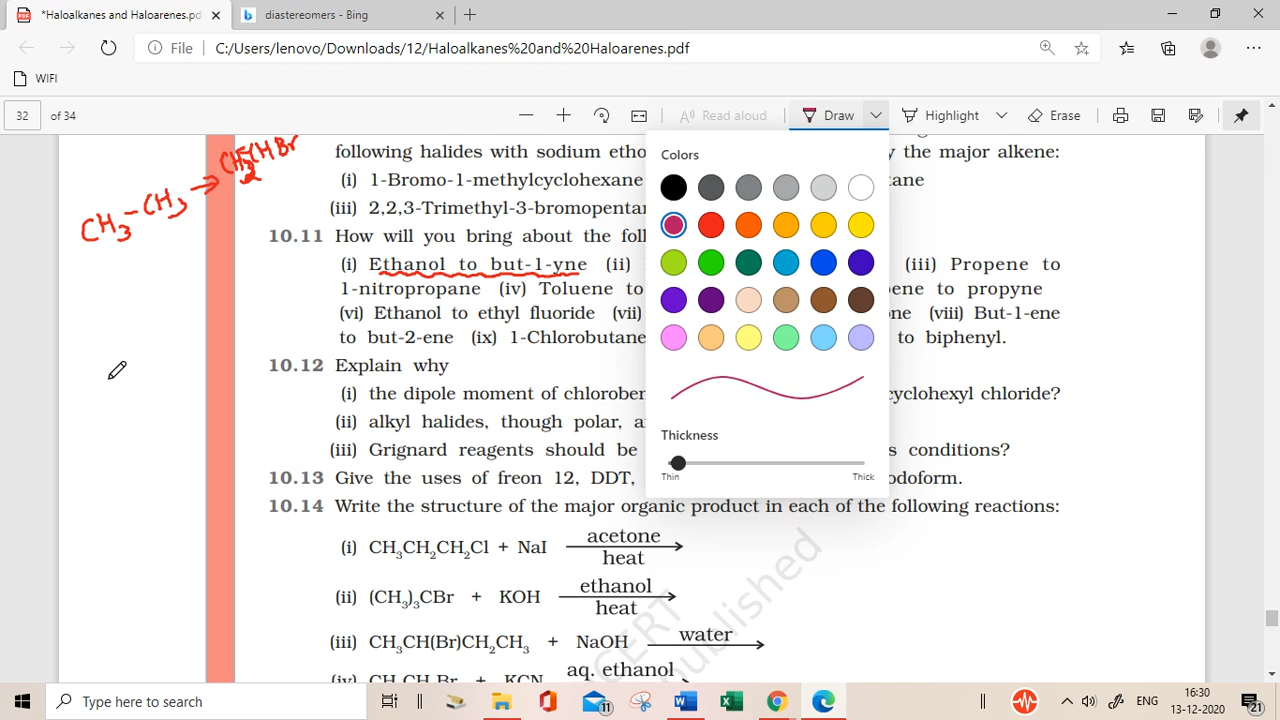 *Haloalkanes and Haloarenes.pdf
diastereomers - Bing
File
C:/Users/lenovo/Downloads/12/Haloalkanes%20and%20Haloarenes.pdf
WIFI
32 of 34
Read aloud
Draw
Highlight
Erase
CH3 - CH3 →
following halides with sodium etho
y the major alkene:
(i) 1-Bromo-1-methylcyclohexane
tane
(iii) 2,2,3-Trimethyl-3-bromopentan
10.11 How will you bring about the foll
(i) Ethanol to but-1-yne (ii)
(iii) Propene to
1-nitropropane (iv) Toluene to
ene to propyne
(vi) Ethanol to ethyl fluoride (vii)
one (viii) But-1-ene
to but-2-ene (ix) 1-Chlorobutane
to biphenyl.
10.12 Explain why
(i) the dipole moment of chloroben
cyclohexyl chloride?
(ii) alkyl halides, though polar, a
(iii) Grignard reagents should be
s conditions?
10.13 Give the uses of freon 12, DDT,
odoform.
10.14 Write the structure of the major organic product in each of the following reactions:
(i) CH3CH2CH2Cl + NaI acetone heat
(ii) (CH3)3CBr + KOH ethanol heat
(iii) CH3CH(Br)CH2CH3 + NaOH water
(iv) CH3CH2Br + KCN aq. ethanol
Colors
Thickness
Thin
Thick
published
Type here to search
11
ENG
16:30
13-12-2020
21